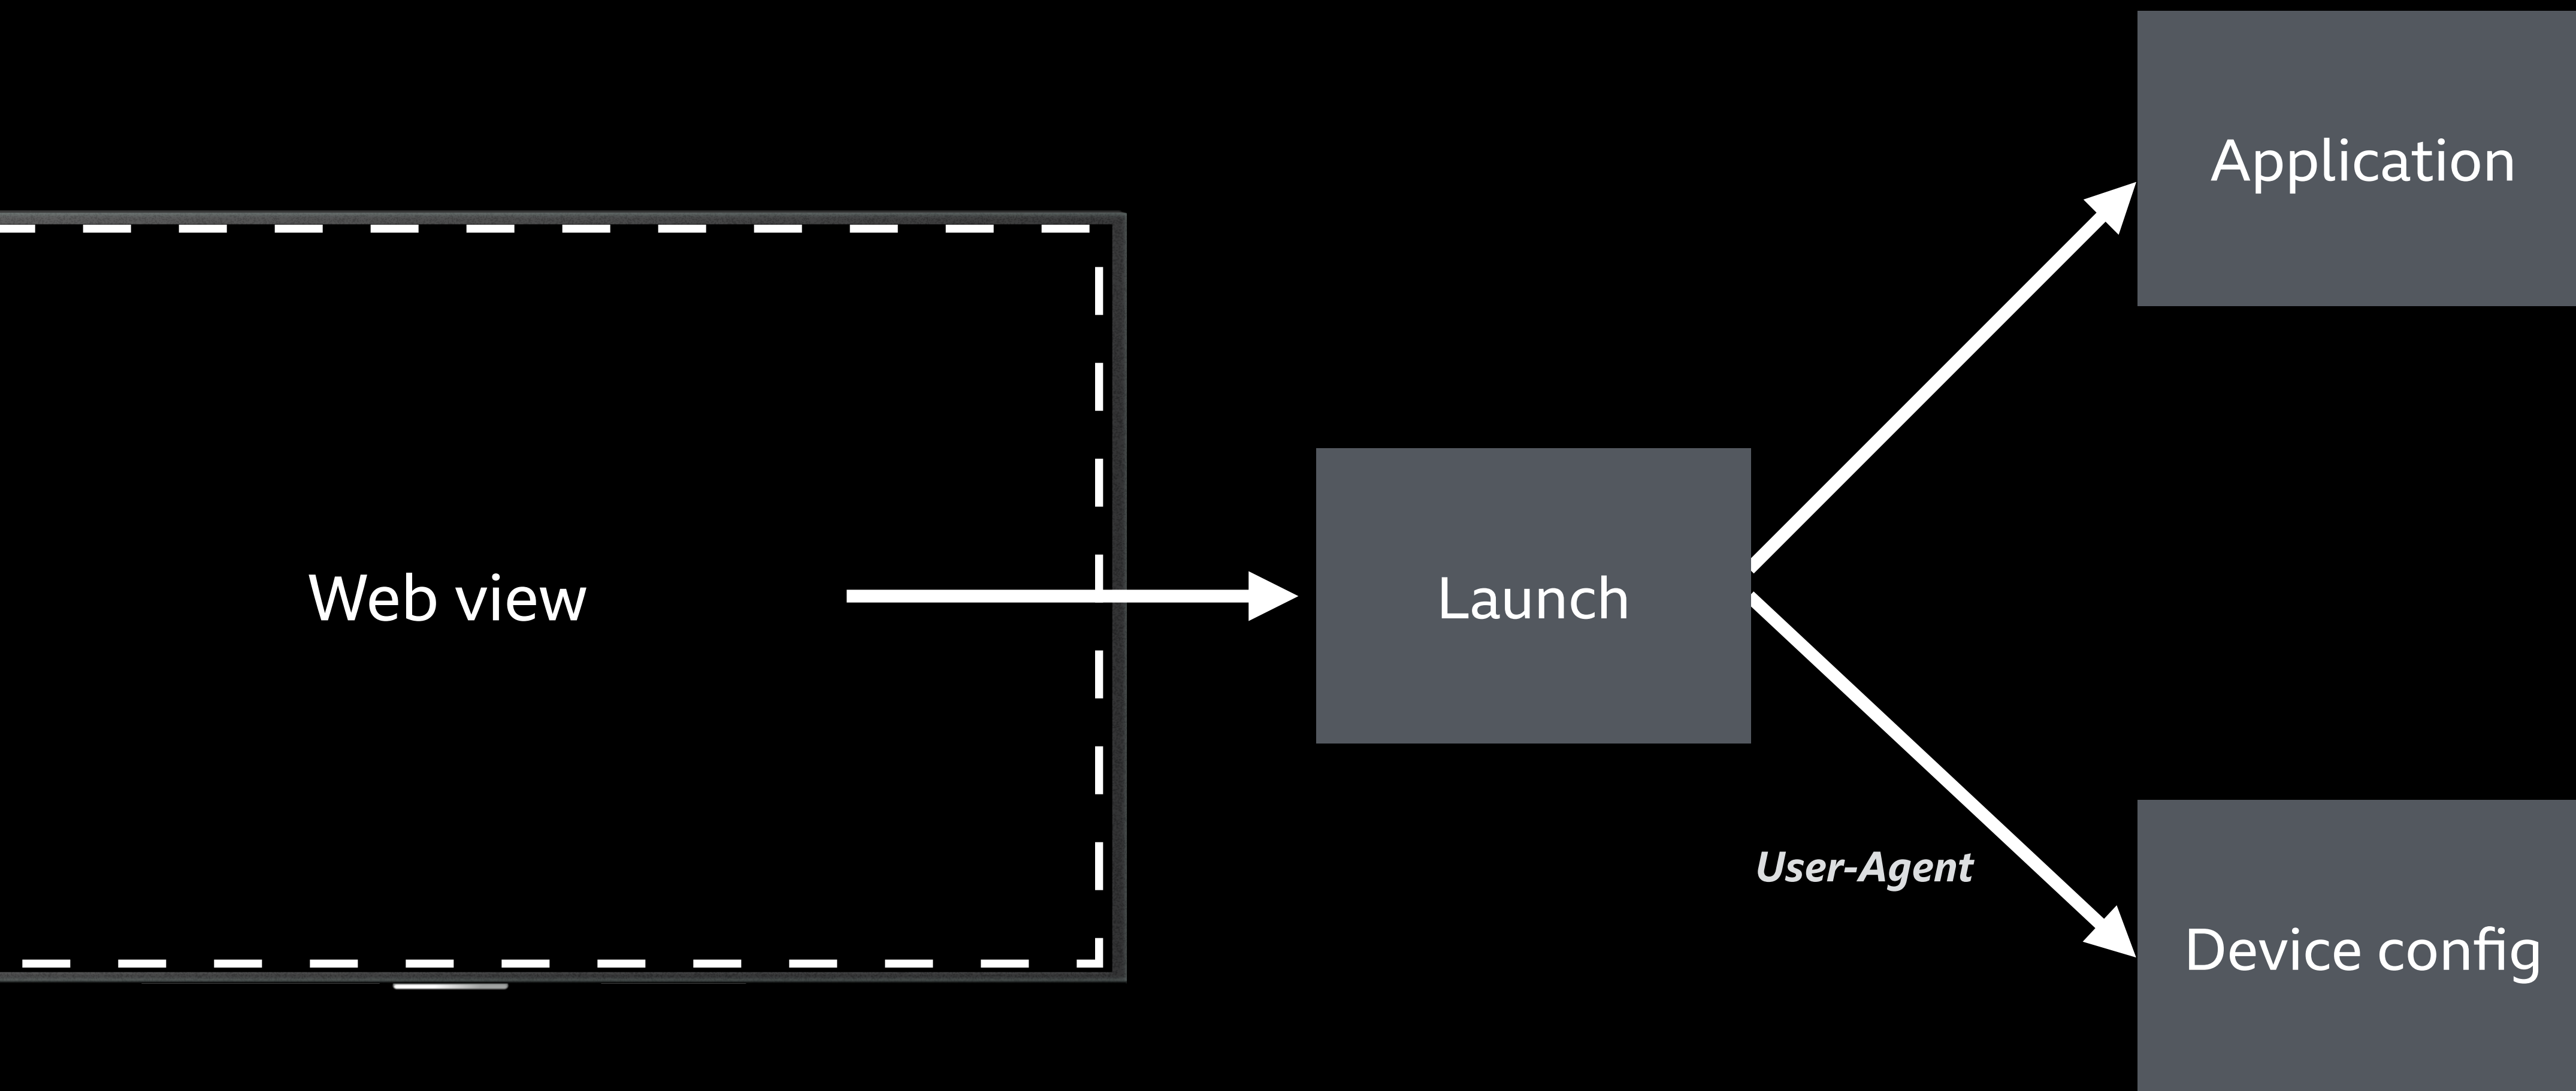 Application
Web view
Launch
User-Agent
Device config